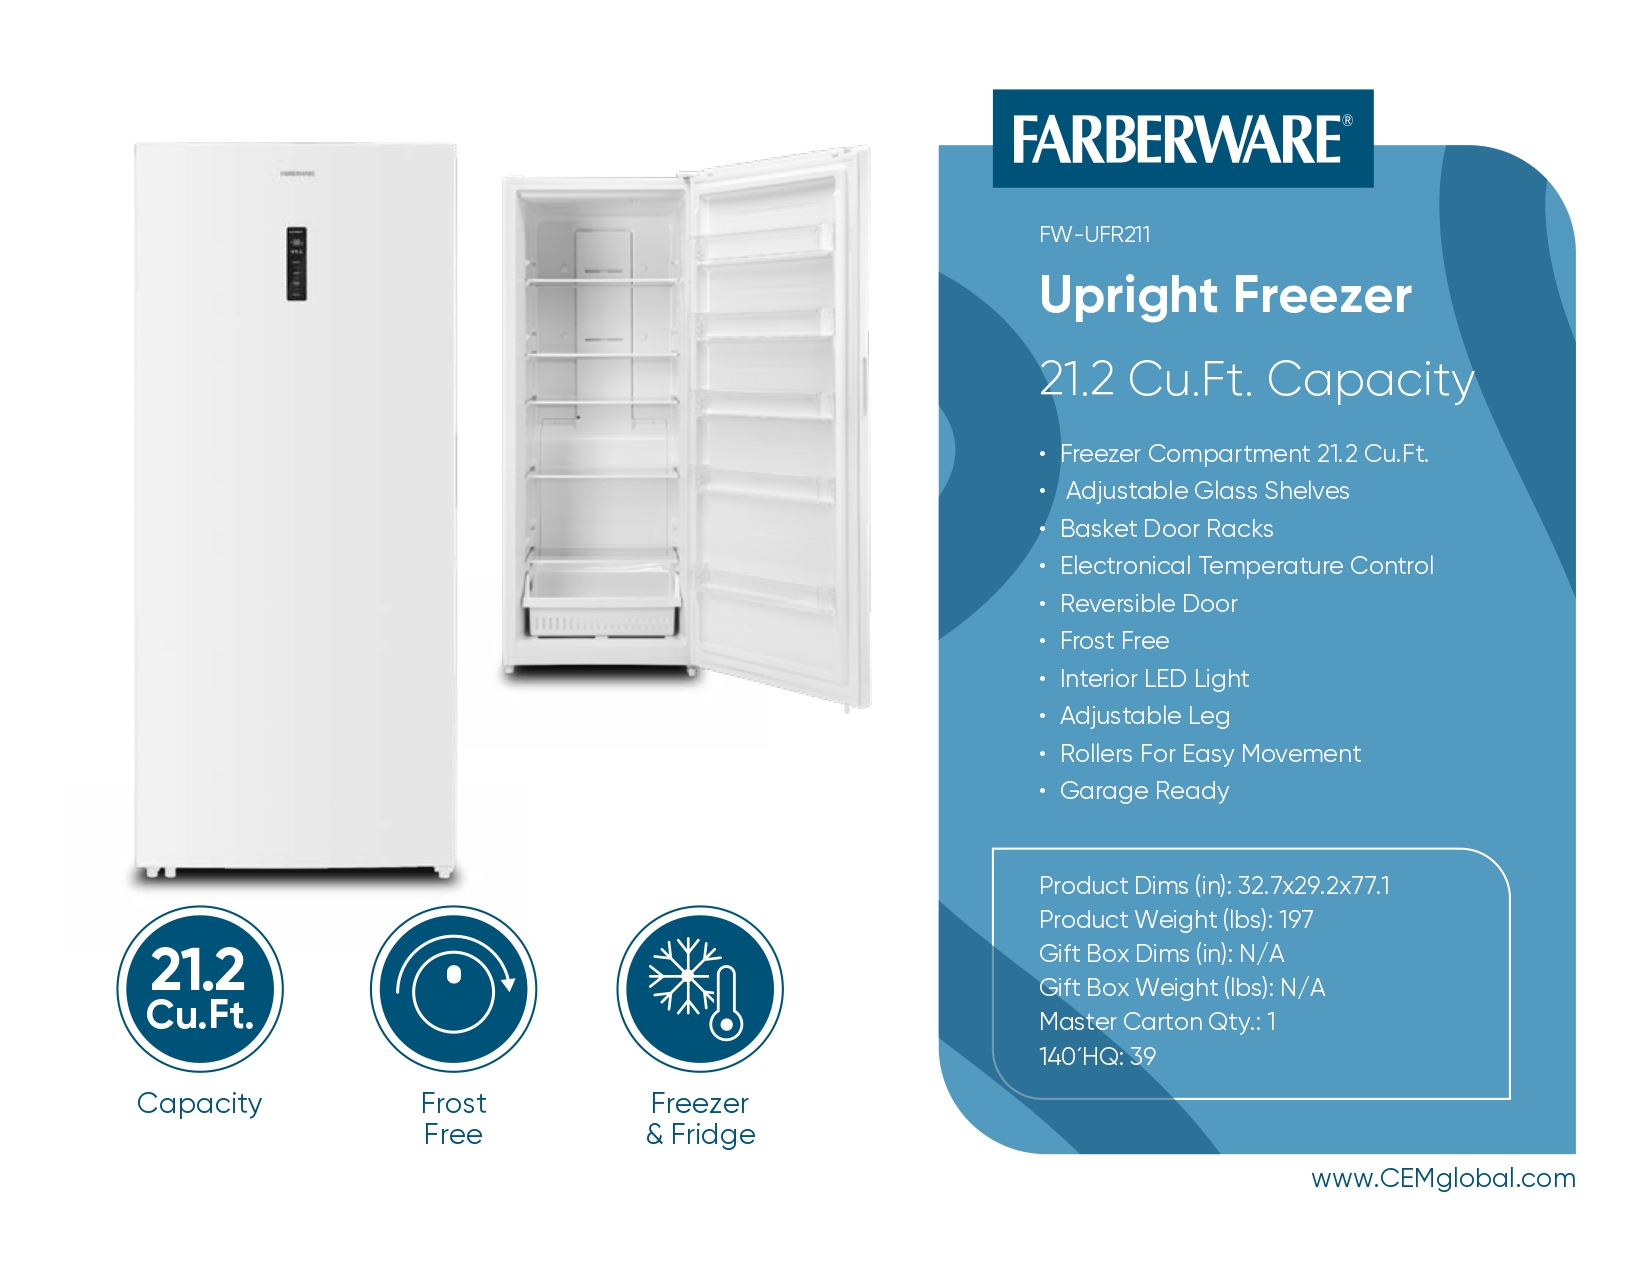 FARBERWARE
FARBERWARE®
FW-UFR211
Upright Freezer
21.2 Cu.Ft. Capacity
• Freezer Compartment 21.2 Cu.Ft.
• Adjustable Glass Shelves
• Basket Door Racks
• Electronical Temperature Control
• Reversible Door
• Frost Free
• Interior LED Light
• Adjustable Leg
• Rollers For Easy Movement
• Garage Ready
Product Dims (in): 32.7x29.2x77.1
Product Weight (lbs): 197
Gift Box Dims (in): N/A
Gift Box Weight (lbs): N/A
Master Carton Qty.: 1
140´HQ: 39
21.2
Cu.Ft.
Capacity
Frost
Free
Freezer
& Fridge
www.CEMglobal.com